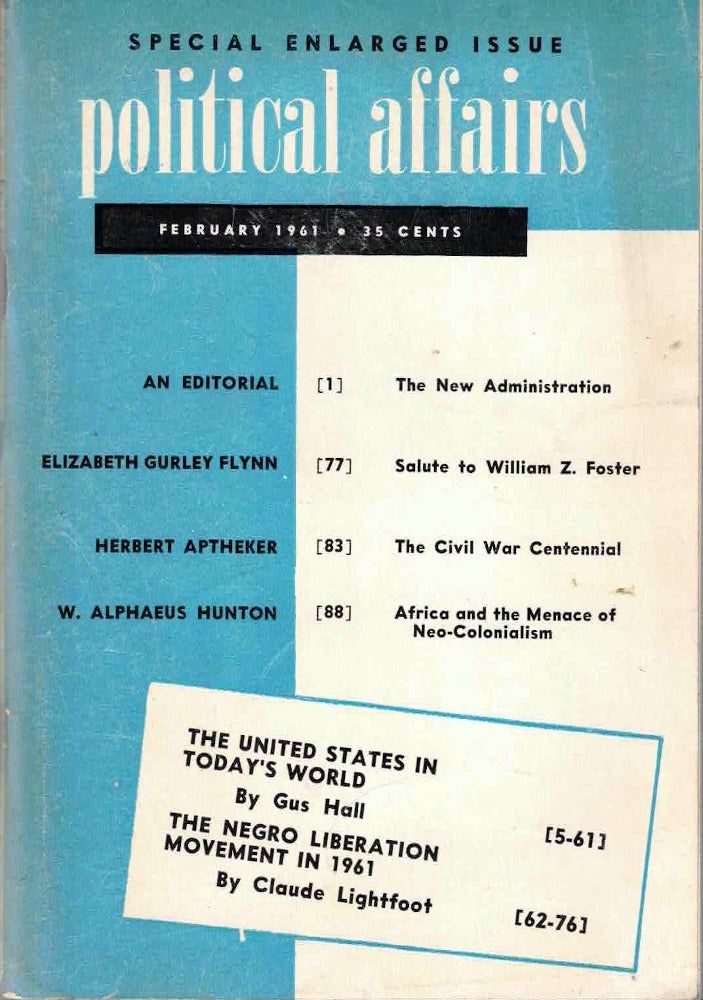 SPECIAL ENLARGED ISSUE
political affairs
FEBRUARY 1961 • 35 CENTS
AN EDITORIAL [1] The New Administration
ELIZABETH GURLEY FLYNN [77] Salute to William Z. Foster
HERBERT APTHEKER [83] The Civil War Centennial
W. ALPHAEUS HUNTON [88] Africa and the Menace of
Neo-Colonialism
THE UNITED STATES IN
TODAY'S WORLD
By Gus Hall [5-61]
THE NEGRO LIBERATION
MOVEMENT IN 1961
By Claude Lightfoot [62-76]